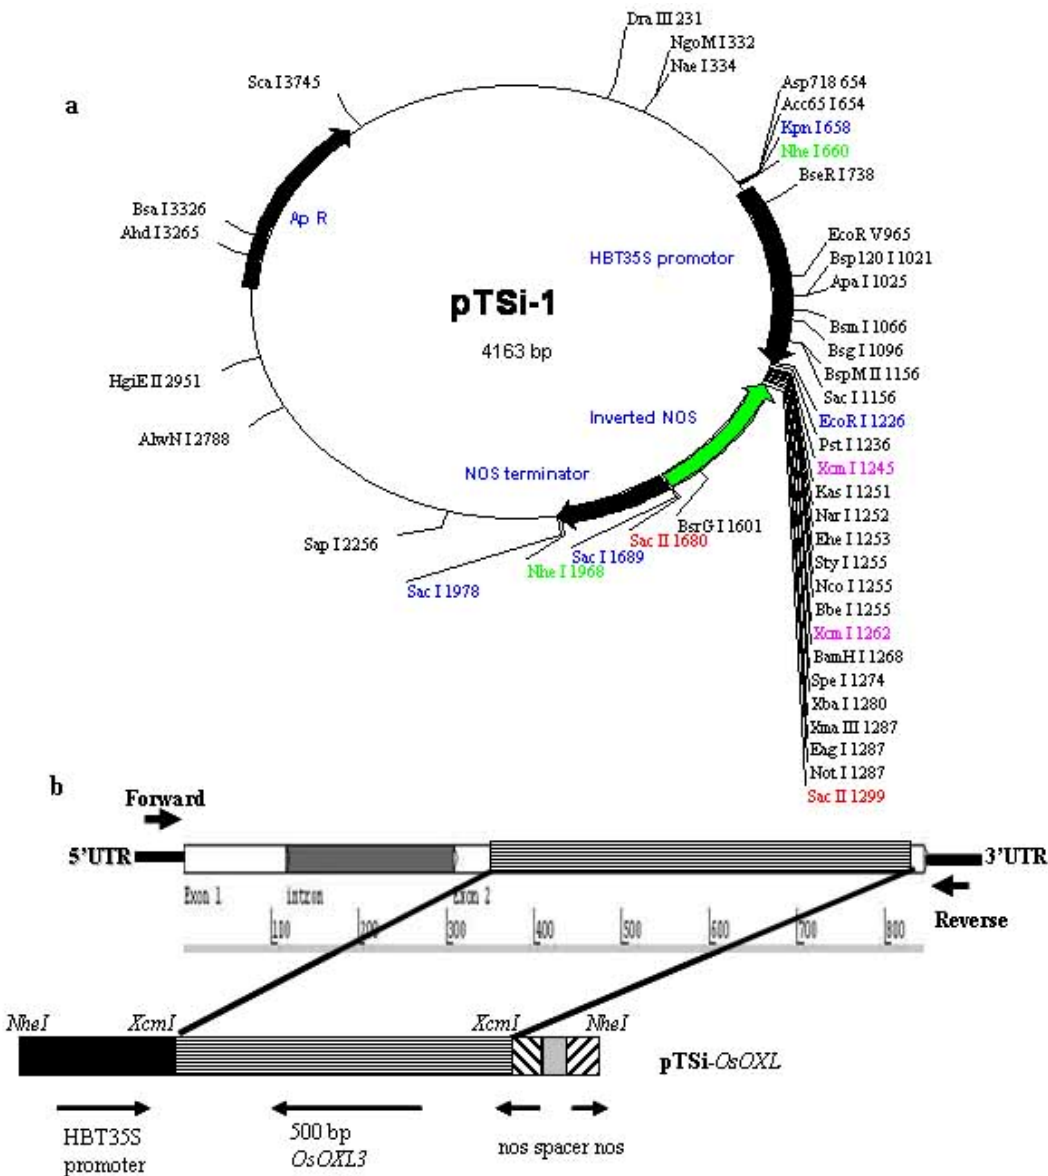 a
Dra III 231
NgoM I 332
Nae I 334
Sca I 3745
Asp718 654
Acc65 I 654
Kpn I 658
Nhe I 660
BseR I 738
Bsa I 3326
Ahd I 3265
Ap R
HBT35S promotor
EcoR V 965
Bsp120 I 1021
Apa I 1025
pTSi-1
4163 bp
Bsm I 1066
Bsg I 1096
BspM II 1156
Sac I 1156
HgiE II 2951
AlwN I 2788
Inverted NOS
NOS terminator
EcoR I 1226
Pst I 1236
Xcm I 1245
Kas I 1251
Nar I 1252
Ehe I 1253
Sty I 1255
Nco I 1255
Bbe I 1255
Xcm I 1262
BamH I 1268
Spe I 1274
Xba I 1280
Xma III 1287
Eag I 1287
Not I 1287
Sac II 1299
Sap I 2256
BsrG I 1601
Sac II 1680
Sac I 1689
Nhe I 1968
Sac I 1978
b
Forward
5'UTR
3'UTR
Exon 1
intron
Exon 2
Reverse
100 200 300 400 500 600 700 800
NheI XcmI XcmI NheI
pTSi-OsOXL
HBT35S
promoter
500 bp
OsOXL3
nos spacer nos